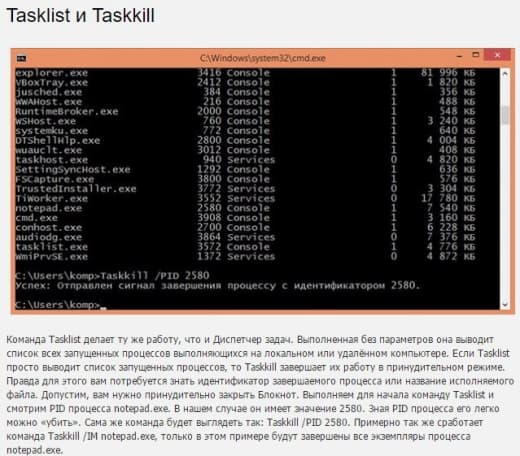 Tasklist и Taskkill
C:\Windows\system32\cmd.exe
explorer.exe 3416 Console 1 81 996 КБ
VBoxTray.exe 2412 Console 1 1 820 КБ
jusched.exe 384 Console 1 356 КБ
WWAHost.exe 216 Console 1 488 КБ
RuntimeBroker.exe 2000 Console 1 548 КБ
WSHost.exe 760 Console 1 3 240 КБ
systemku.exe 772 Console 1 640 КБ
DTShellHlp.exe 2800 Console 1 4 004 КБ
wuauclt.exe 3012 Console 1 408 КБ
taskhost.exe 940 Services 0 4 820 КБ
SettingSyncHost.exe 1292 Console 1 636 КБ
FSCapture.exe 3800 Console 1 576 КБ
TrustedInstaller.exe 3772 Services 0 3 304 КБ
TiWorker.exe 3552 Services 0 17 780 КБ
notepad.exe 2580 Console 1 7 540 КБ
cmd.exe 3908 Console 1 3 160 КБ
conhost.exe 2700 Console 1 6 228 КБ
audiodg.exe 3864 Services 0 7 376 КБ
tasklist.exe 3572 Console 1 4 776 КБ
WmiPrvSE.exe 1372 Services 0 4 872 КБ
C:\Users\komp>Taskkill /PID 2580
Успех: Отправлен сигнал завершения процессу с идентификатором 2580.
C:\Users\komp>_
Команда Tasklist делает ту же работу, что и Диспетчер задач. Выполненная без параметров она выводит
список всех запущенных процессов выполняющихся на локальном или удалённом компьютере. Если Tasklist
просто выводит список запущенных процессов, то Taskkill завершает их работу в принудительном режиме.
Правда для этого вам потребуется знать идентификатор завершаемого процесса или название исполняемого
файла. Допустим, вам нужно принудительно закрыть Блокнот. Выполняем для начала команду Tasklist и
смотрим PID процесса notepad.exe. В нашем случае он имеет значение 2580. Зная PID процесса его легко
можно «убить». Сама же команда будет выглядеть так: Taskkill /PID 2580. Примерно так же сработает
команда Taskkill /IM notepad.exe, только в этом примере будут завершены все экземпляры процесса
notepad.exe.